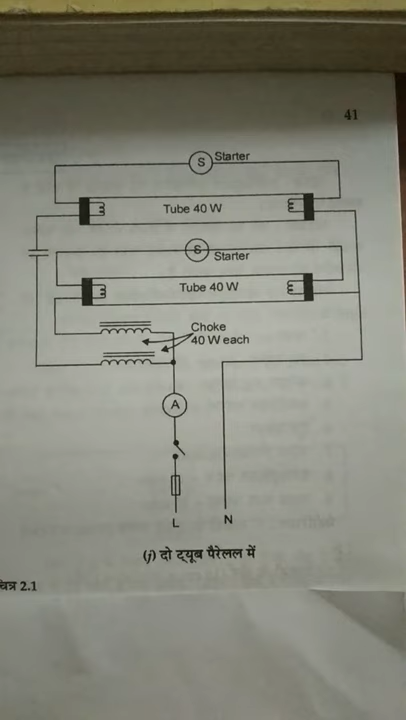 41
S Starter
Tube 40 W
S
Starter
Tube 40 W
Choke
40 W each
A
L
N
(j) दो ट्यूब पैरेलल में
चित्र 2.1